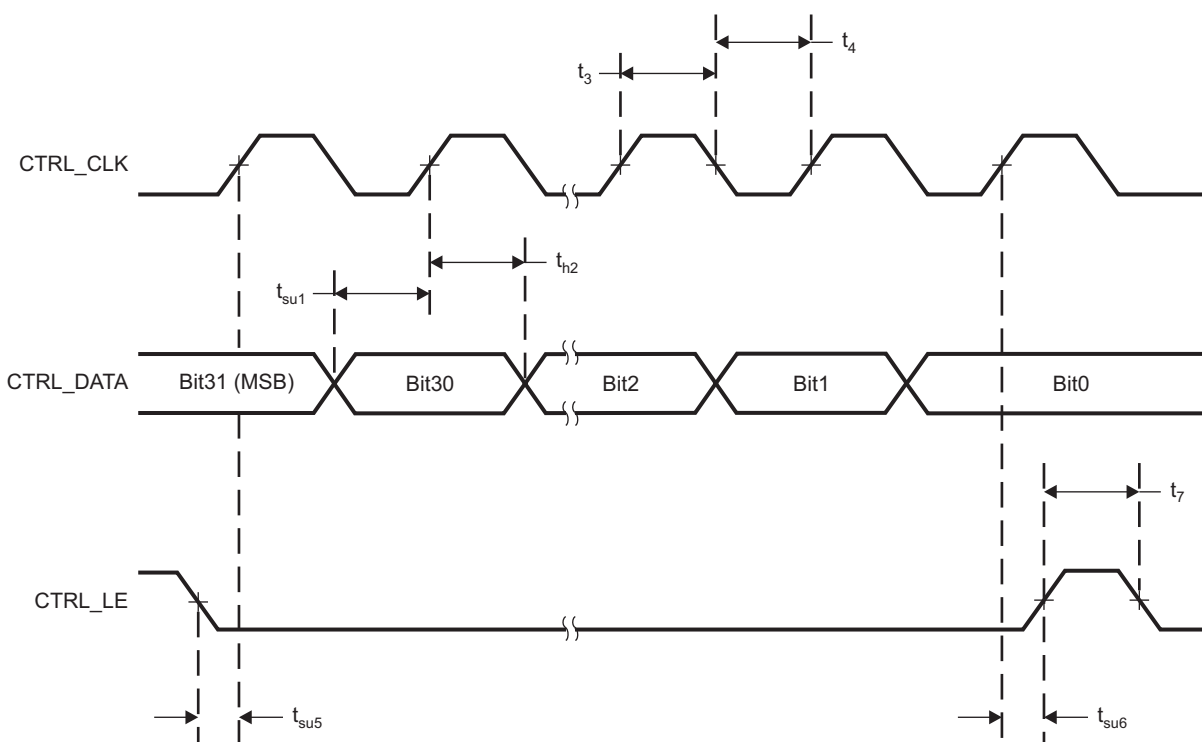 t4
t3
CTRL_CLK
th2
tsu1
CTRL_DATA
Bit31 (MSB)
Bit30
Bit2
Bit1
Bit0
t7
CTRL_LE
tsu5
tsu6